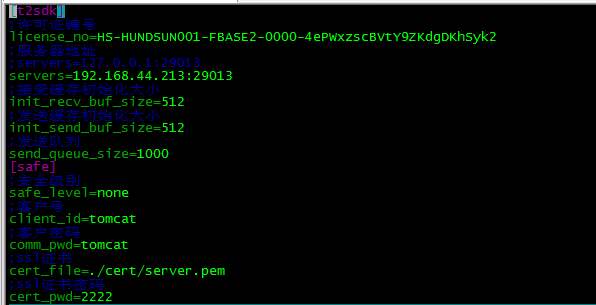 [t2sdk]
;许可证编号
license_no=HS-HUNDSUN001-FBASE2-0000-4ePWxzscBVtY9ZKdgDKhSyk2
;服务器地址
;servers=127.0.0.1:29013
servers=192.168.44.213:29013
;接受缓存初始化大小
init_recv_buf_size=512
;发送缓存初始化大小
init_send_buf_size=512
;发送队列
send_queue_size=1000
[safe]
;安全级别
safe_level=none
;客户号
client_id=tomcat
;客户密码
comm_pwd=tomcat
;ssl证书
cert_file=./cert/server.pem
;ssl证书密码
cert_pwd=2222